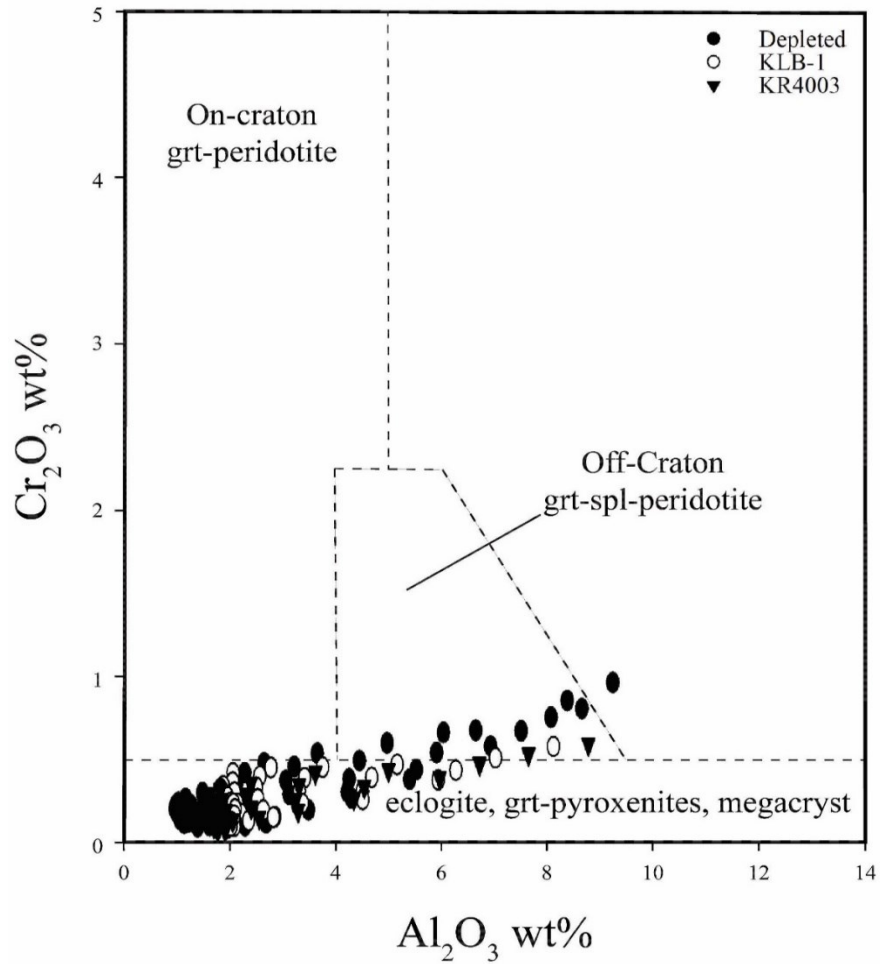 5
Depleted
KLB-1
KR4003
On-craton
grt-peridotite
4
3
Cr₂O₃ wt%
Off-Craton
grt-spl-peridotite
2
1
eclogite, grt-pyroxenites, megacryst
0
0 2 4 6 8 10 12 14
Al₂O₃ wt%